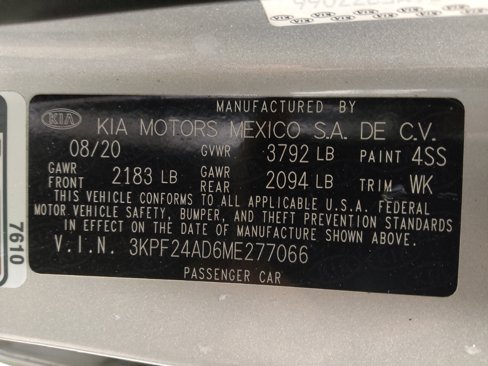 MANUFACTURED BY
KIA KIA MOTORS MEXICO S.A. DE C.V.
08/20 GVWR 3792 LB PAINT 4SS
GAWR FRONT 2183 LB GAWR REAR 2094 LB TRIM WK
THIS VEHICLE CONFORMS TO ALL APPLICABLE U.S.A. FEDERAL
MOTOR VEHICLE SAFETY, BUMPER, AND THEFT PREVENTION STANDARDS
IN EFFECT ON THE DATE OF MANUFACTURE SHOWN ABOVE.
V.I.N. 3KPF24AD6ME277066
PASSENGER CAR
7610